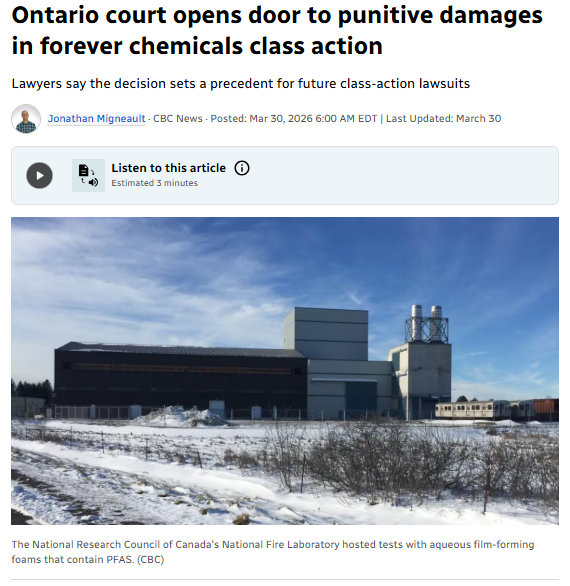 Ontario court opens door to punitive damages
in forever chemicals class action
Lawyers say the decision sets a precedent for future class-action lawsuits
Jonathan Migneault · CBC News · Posted: Mar 30, 2026 6:00 AM EDT | Last Updated: March 30
Listen to this article
Estimated 3 minutes
The National Research Council of Canada's National Fire Laboratory hosted tests with aqueous film-forming
foams that contain PFAS. (CBC)